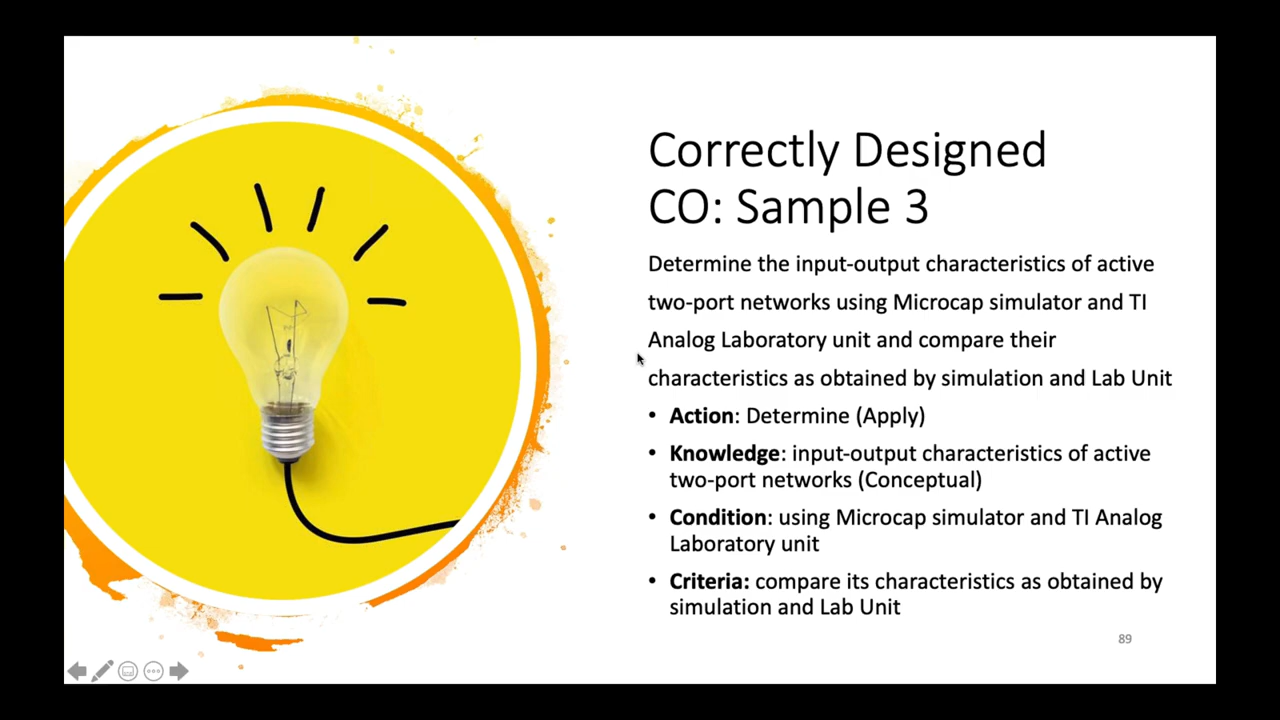 Correctly Designed
CO: Sample 3
Determine the input-output characteristics of active
two-port networks using Microcap simulator and TI
Analog Laboratory unit and compare their
characteristics as obtained by simulation and Lab Unit
• Action: Determine (Apply)
• Knowledge: input-output characteristics of active
two-port networks (Conceptual)
• Condition: using Microcap simulator and TI Analog
Laboratory unit
• Criteria: compare its characteristics as obtained by
simulation and Lab Unit
89